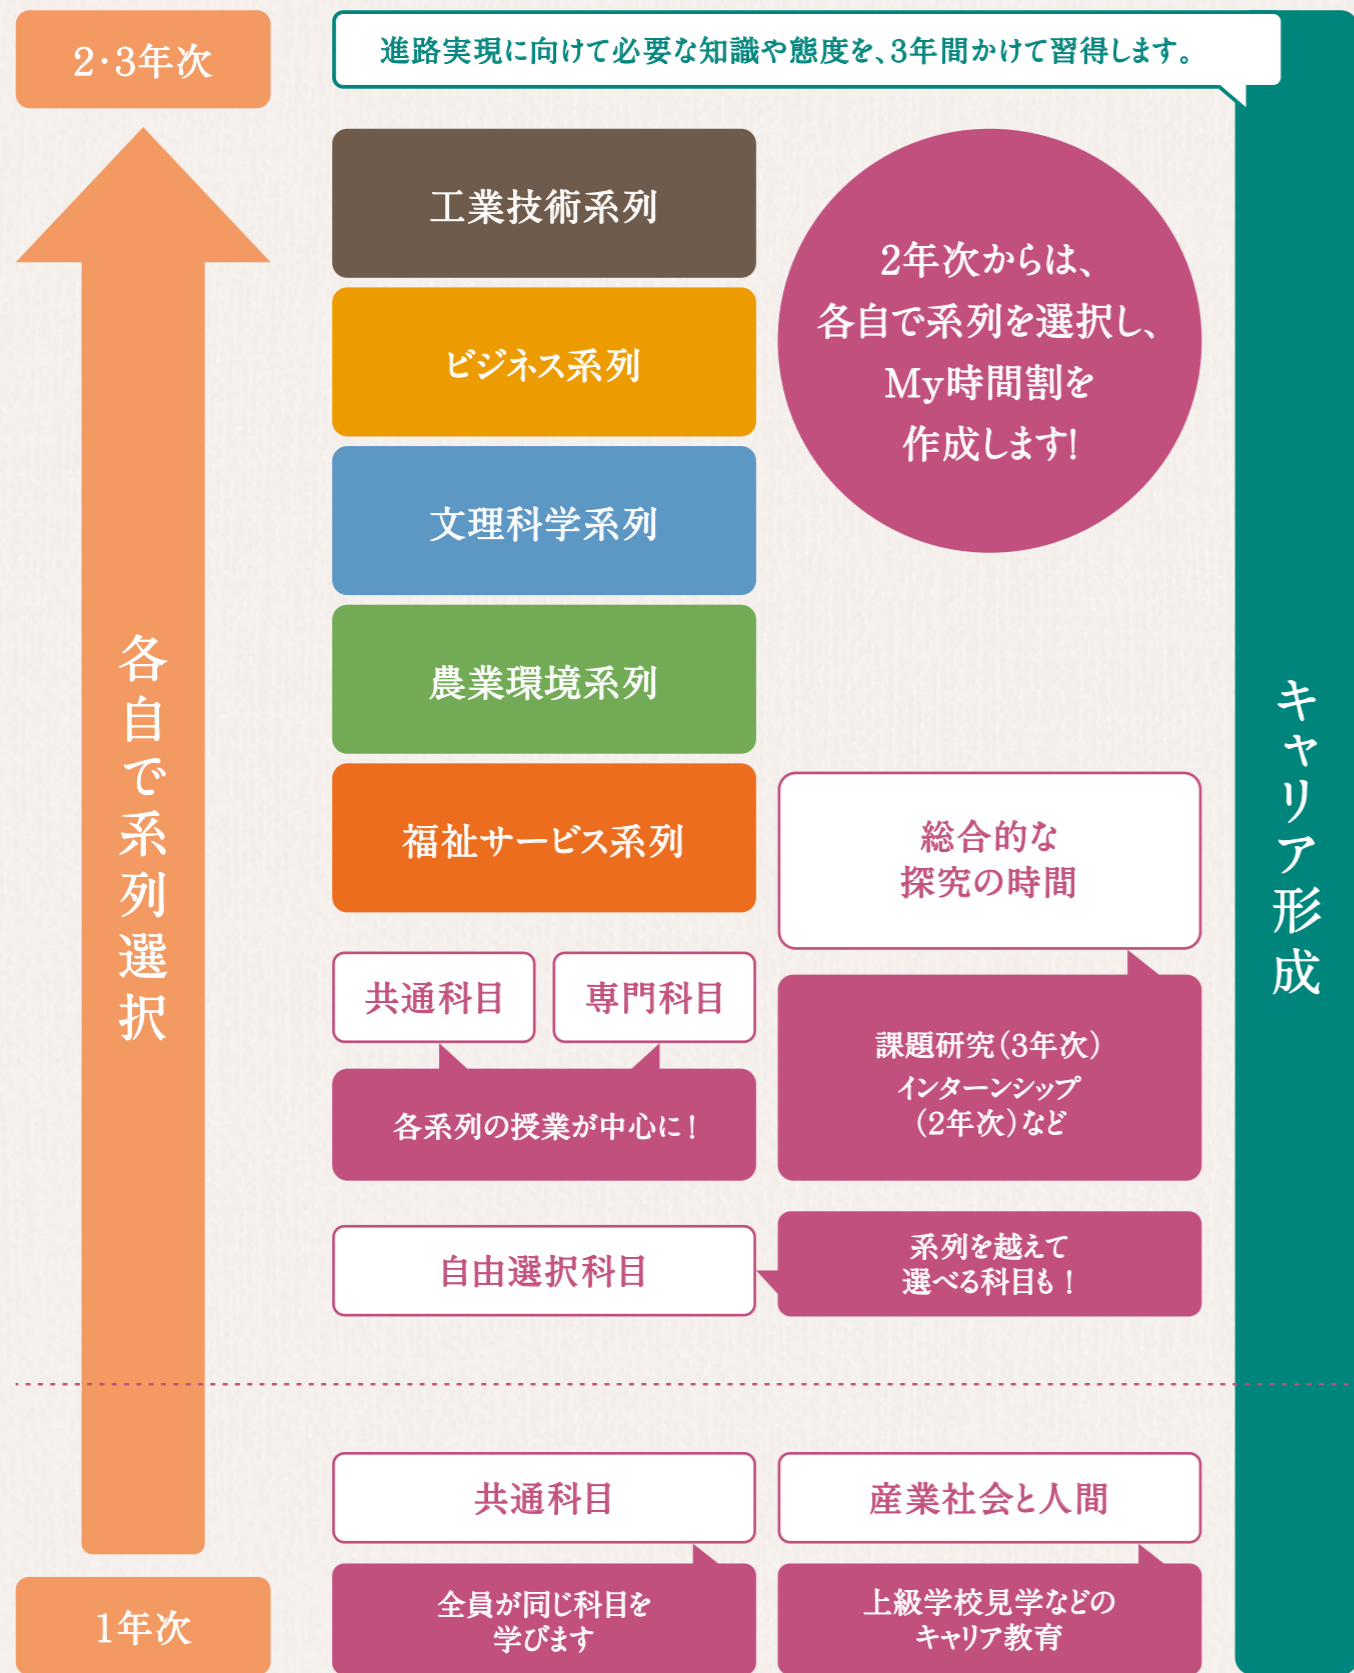 2・3年次
進路実現に向けて必要な知識や態度を、3年間かけて習得します。
工業技術系列
ビジネス系列
文理科学系列
農業環境系列
福祉サービス系列
2年次からは、
各自で系列を選択し、
My時間割を
作成します!
各自で系列選択
キャリア形成
総合的な
探究の時間
共通科目
専門科目
各系列の授業が中心に!
課題研究(3年次)
インターンシップ
(2年次)など
自由選択科目
系列を越えて
選べる科目も!
共通科目
産業社会と人間
1年次
全員が同じ科目を
学びます
上級学校見学などの
キャリア教育